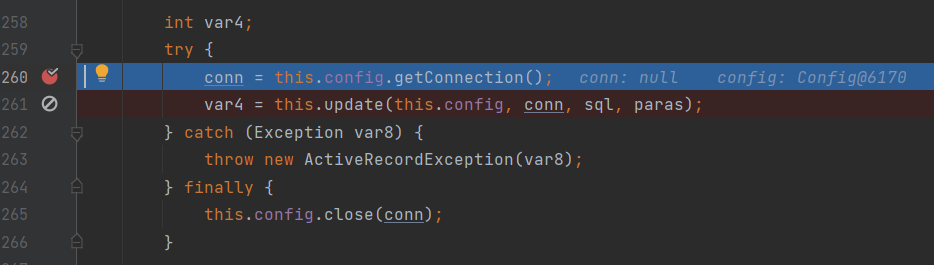 258 int var4;
259 try {
260 conn = this.config.getConnection(); conn: null config: Config@6170
261 var4 = this.update(this.config, conn, sql, paras);
262 } catch (Exception var8) {
263 throw new ActiveRecordException(var8);
264 } finally {
265 this.config.close(conn);
266 }